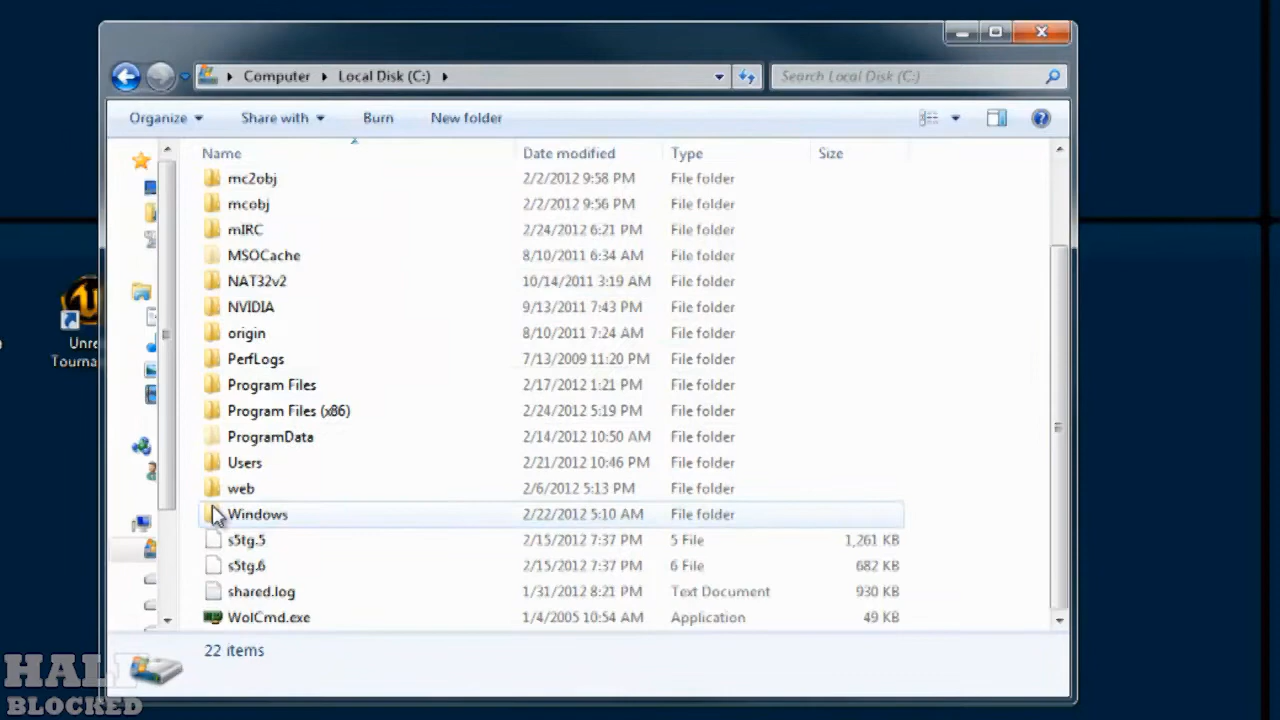 Computer Local Disk (C:) Search Local Disk (C:)
Organize Share with Burn New folder
Name Date modified Type Size
mc2obj 2/2/2012 9:58 PM File folder
mcobj 2/2/2012 9:56 PM File folder
mIRC 2/24/2012 6:21 PM File folder
MSOCache 8/10/2011 6:34 AM File folder
NAT32v2 10/14/2011 3:19 AM File folder
NVIDIA 9/13/2011 7:43 PM File folder
origin 8/10/2011 7:24 AM File folder
PerfLogs 7/13/2009 11:20 PM File folder
Program Files 2/17/2012 1:21 PM File folder
Program Files (x86) 2/24/2012 5:19 PM File folder
ProgramData 2/14/2012 10:50 AM File folder
Users 2/21/2012 10:46 PM File folder
web 2/6/2012 5:13 PM File folder
Windows 2/22/2012 5:10 AM File folder
s5tg.5 2/15/2012 7:37 PM 5 File 1,261 KB
s5tg.6 2/15/2012 7:37 PM 6 File 682 KB
shared.log 1/31/2012 8:21 PM Text Document 930 KB
WolCmd.exe 1/4/2005 10:54 AM Application 49 KB
22 items
Unre
Tourna
HALF
BLOCKED